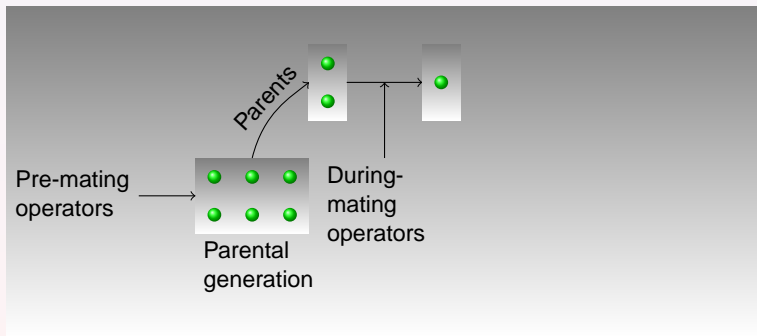 Parents
Pre-mating
operators
During-
mating
operators
Parental
generation